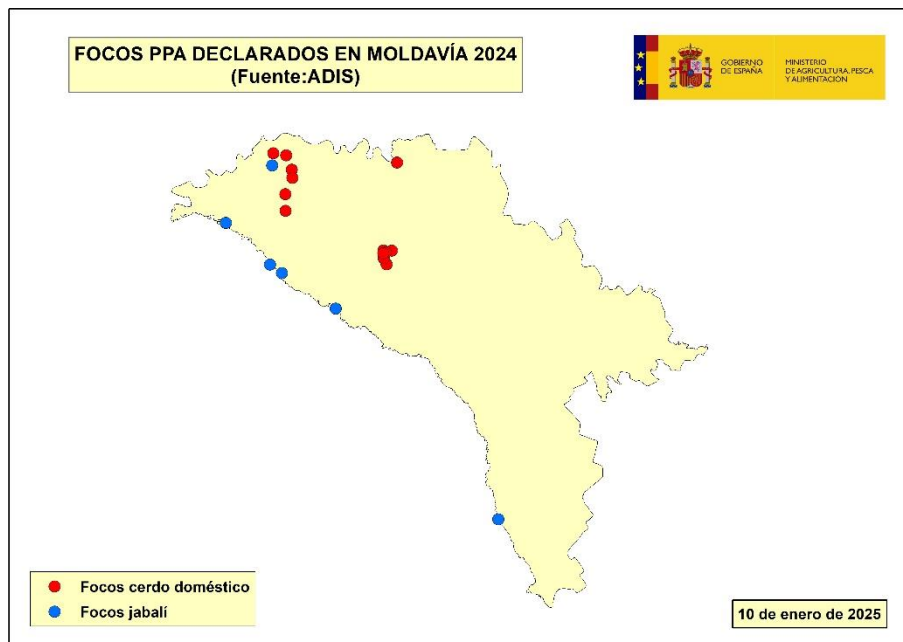 FOCOS PPA DECLARADOS EN MOLDAVÍA 2024
(Fuente:ADIS)
GOBIERNO
DE ESPAÑA
MINISTERIO
DE AGRICULTURA, PESCA
Y ALIMENTACIÓN
Focos cerdo doméstico
Focos jabalí
10 de enero de 2025